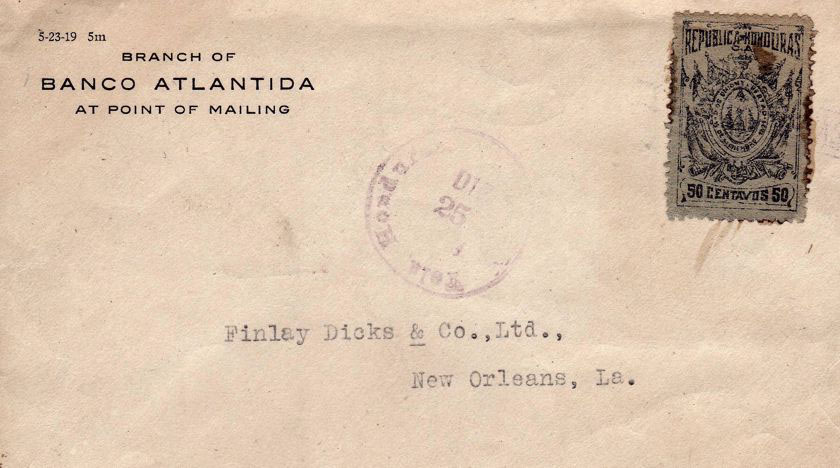 5-23-19 5m
BRANCH OF
BANCO ATLANTIDA
AT POINT OF MAILING
REPUBLICA HONDURAS
S.A.
50 CENTAVOS 50
DI
25
Finlay Dicks & Co.,Ltd.,
New Orleans, La.